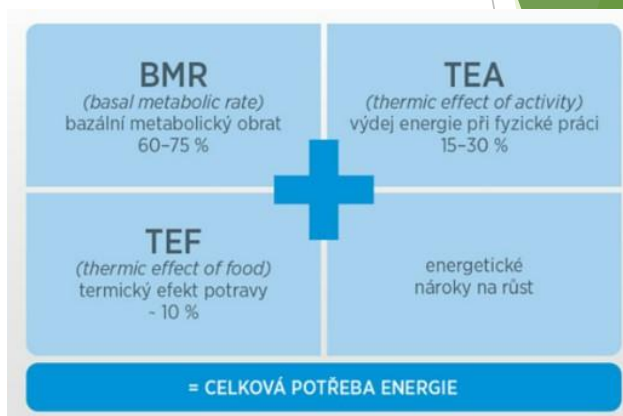 BMR
(basal metabolic rate)
bazální metabolický obrat
60–75 %
TEA
(thermic effect of activity)
výdej energie při fyzické práci
15–30 %
TEF
(thermic effect of food)
termický efekt potravy
~ 10 %
energetické
nároky na růst
= CELKOVÁ POTŘEBA ENERGIE